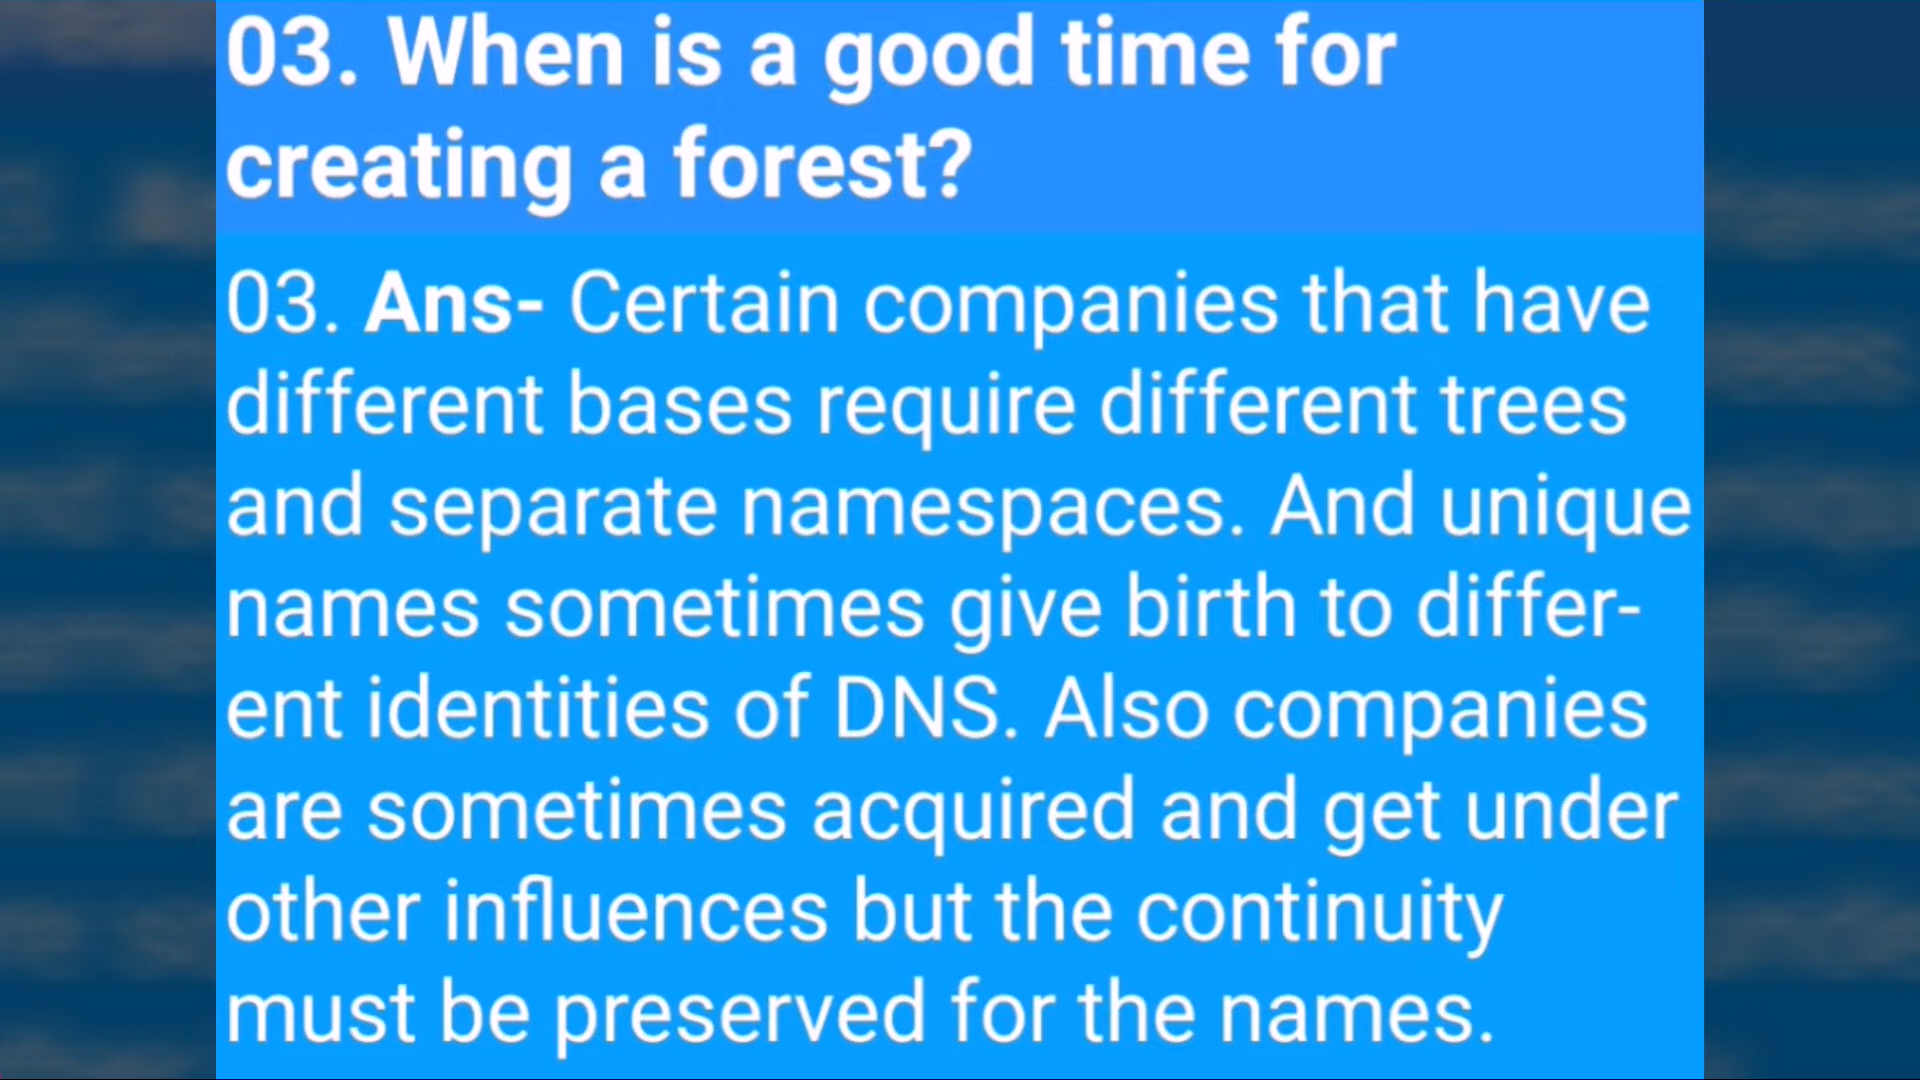 03. When is a good time for
creating a forest?
03. Ans- Certain companies that have
different bases require different trees
and separate namespaces. And unique
names sometimes give birth to differ-
ent identities of DNS. Also companies
are sometimes acquired and get under
other influences but the continuity
must be preserved for the names.